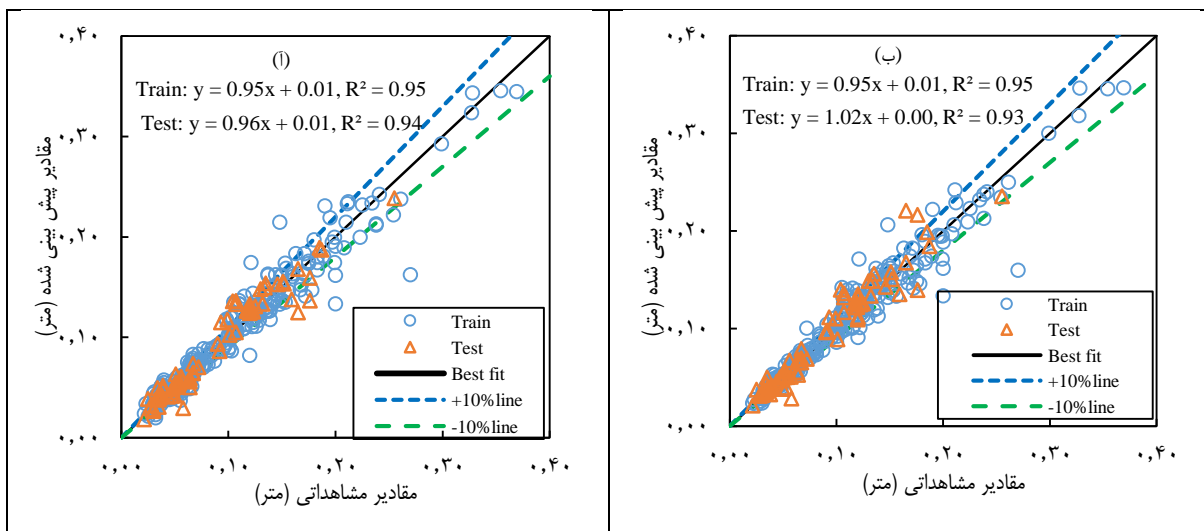 (آ)
Train: y = 0.95x + 0.01, R² = 0.95
Test: y = 0.96x + 0.01, R² = 0.94
۰٫۴۰
۰٫۳۰
۰٫۲۰
۰٫۱۰
۰٫۰۰
مقادیر پیش بینی شده (متر)
Train
Test
Best fit
+10%line
-10%line
۰٫۰۰ ۰٫۱۰ ۰٫۲۰ ۰٫۳۰ ۰٫۴۰
مقادیر مشاهداتی (متر)
(ب)
Train: y = 0.95x + 0.01, R² = 0.95
Test: y = 1.02x + 0.00, R² = 0.93
۰٫۴۰
۰٫۳۰
۰٫۲۰
۰٫۱۰
۰٫۰۰
مقادیر پیش بینی شده (متر)
Train
Test
Best fit
+10%line
-10%line
۰٫۰۰ ۰٫۱۰ ۰٫۲۰ ۰٫۳۰ ۰٫۴۰
مقادیر مشاهداتی (متر)